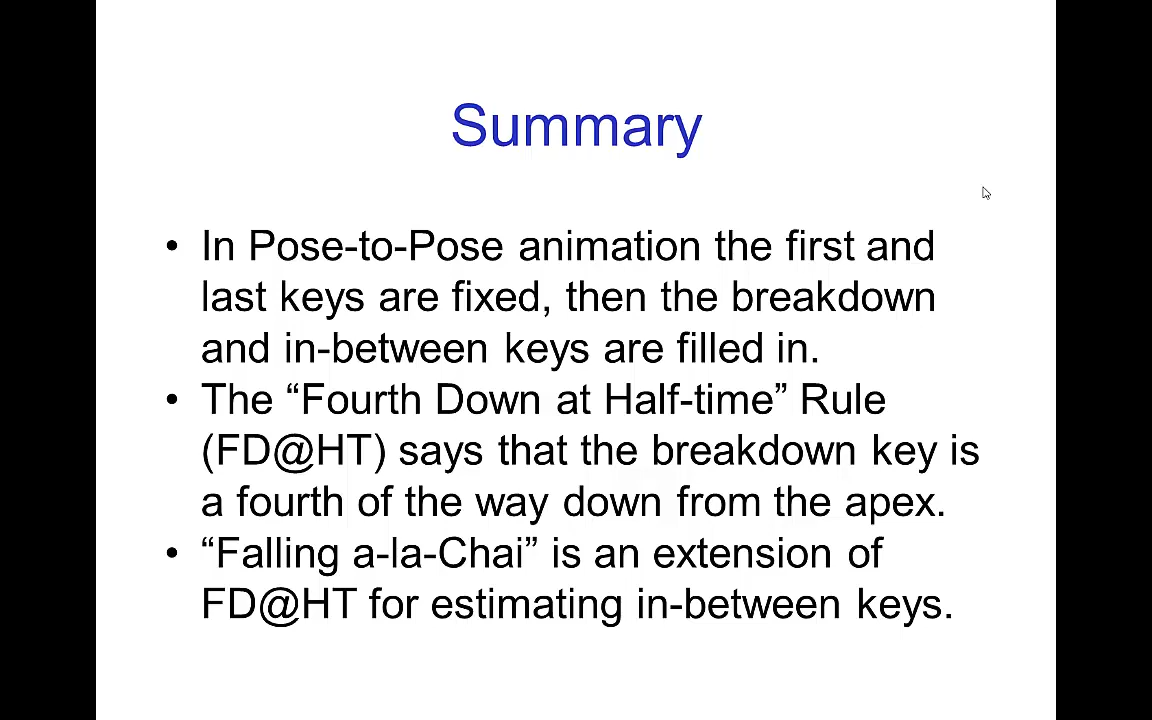 Summary
• In Pose-to-Pose animation the first and
last keys are fixed, then the breakdown
and in-between keys are filled in.
• The “Fourth Down at Half-time” Rule
(FD@HT) says that the breakdown key is
a fourth of the way down from the apex.
• “Falling a-la-Chai” is an extension of
FD@HT for estimating in-between keys.